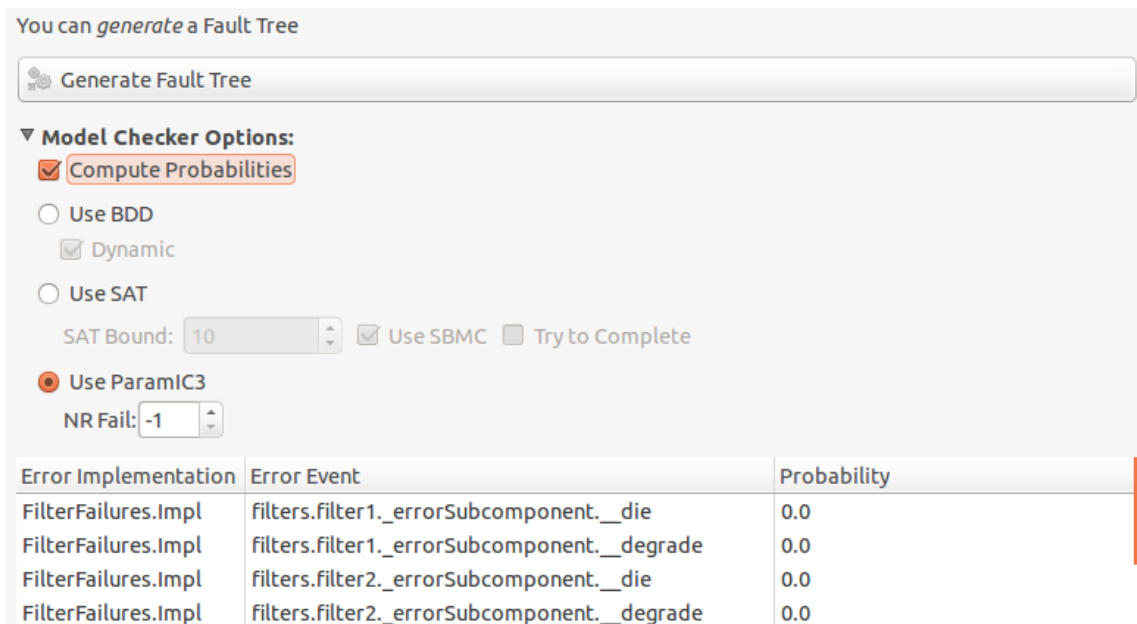 You can generate a Fault Tree
Generate Fault Tree
Model Checker Options:
Compute Probabilities
Use BDD
Dynamic
Use SAT
SAT Bound: 10 Use SBMC Try to Complete
Use ParamIC3
NR Fail: -1
Error Implementation Error Event Probability
FilterFailures.Impl filters.filter1._errorSubcomponent.__die 0.0
FilterFailures.Impl filters.filter1._errorSubcomponent.__degrade 0.0
FilterFailures.Impl filters.filter2._errorSubcomponent.__die 0.0
FilterFailures.Impl filters.filter2._errorSubcomponent.__degrade 0.0